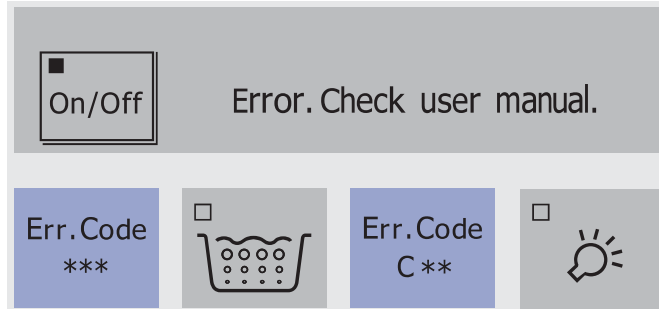 On/Off
Error. Check user manual.
Err.Code
***
Err.Code
C**